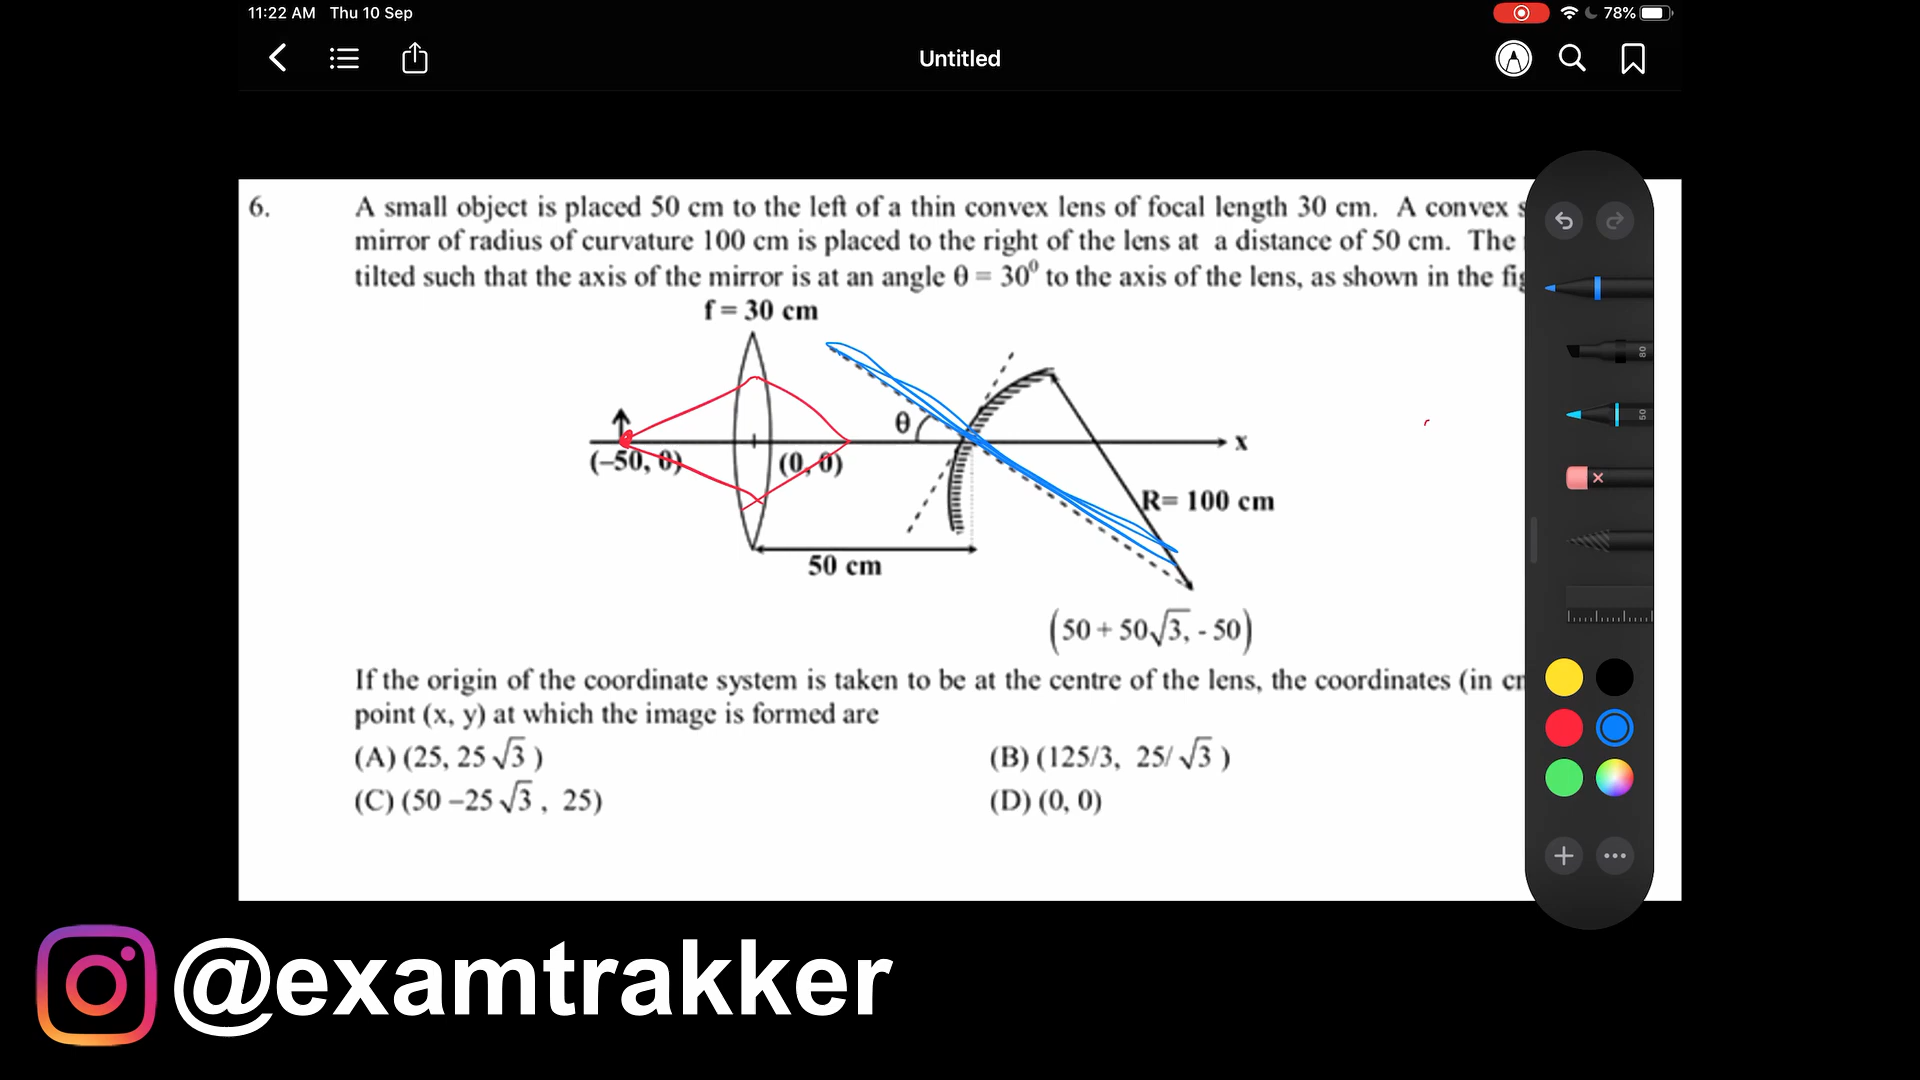 11:22 AM Thu 10 Sep
78%
Untitled
6. A small object is placed 50 cm to the left of a thin convex lens of focal length 30 cm. A convex s
mirror of radius of curvature 100 cm is placed to the right of the lens at a distance of 50 cm. The
tilted such that the axis of the mirror is at an angle θ = 30⁰ to the axis of the lens, as shown in the fig
f = 30 cm
θ
x
(–50, 0)
(0, 0)
R= 100 cm
50 cm
(50 + 50√3, - 50)
If the origin of the coordinate system is taken to be at the centre of the lens, the coordinates (in cm
point (x, y) at which the image is formed are
(A) (25, 25 √3 )
(B) (125/3, 25/ √3 )
(C) (50 –25 √3 , 25)
(D) (0, 0)
80
50
@examtrakker